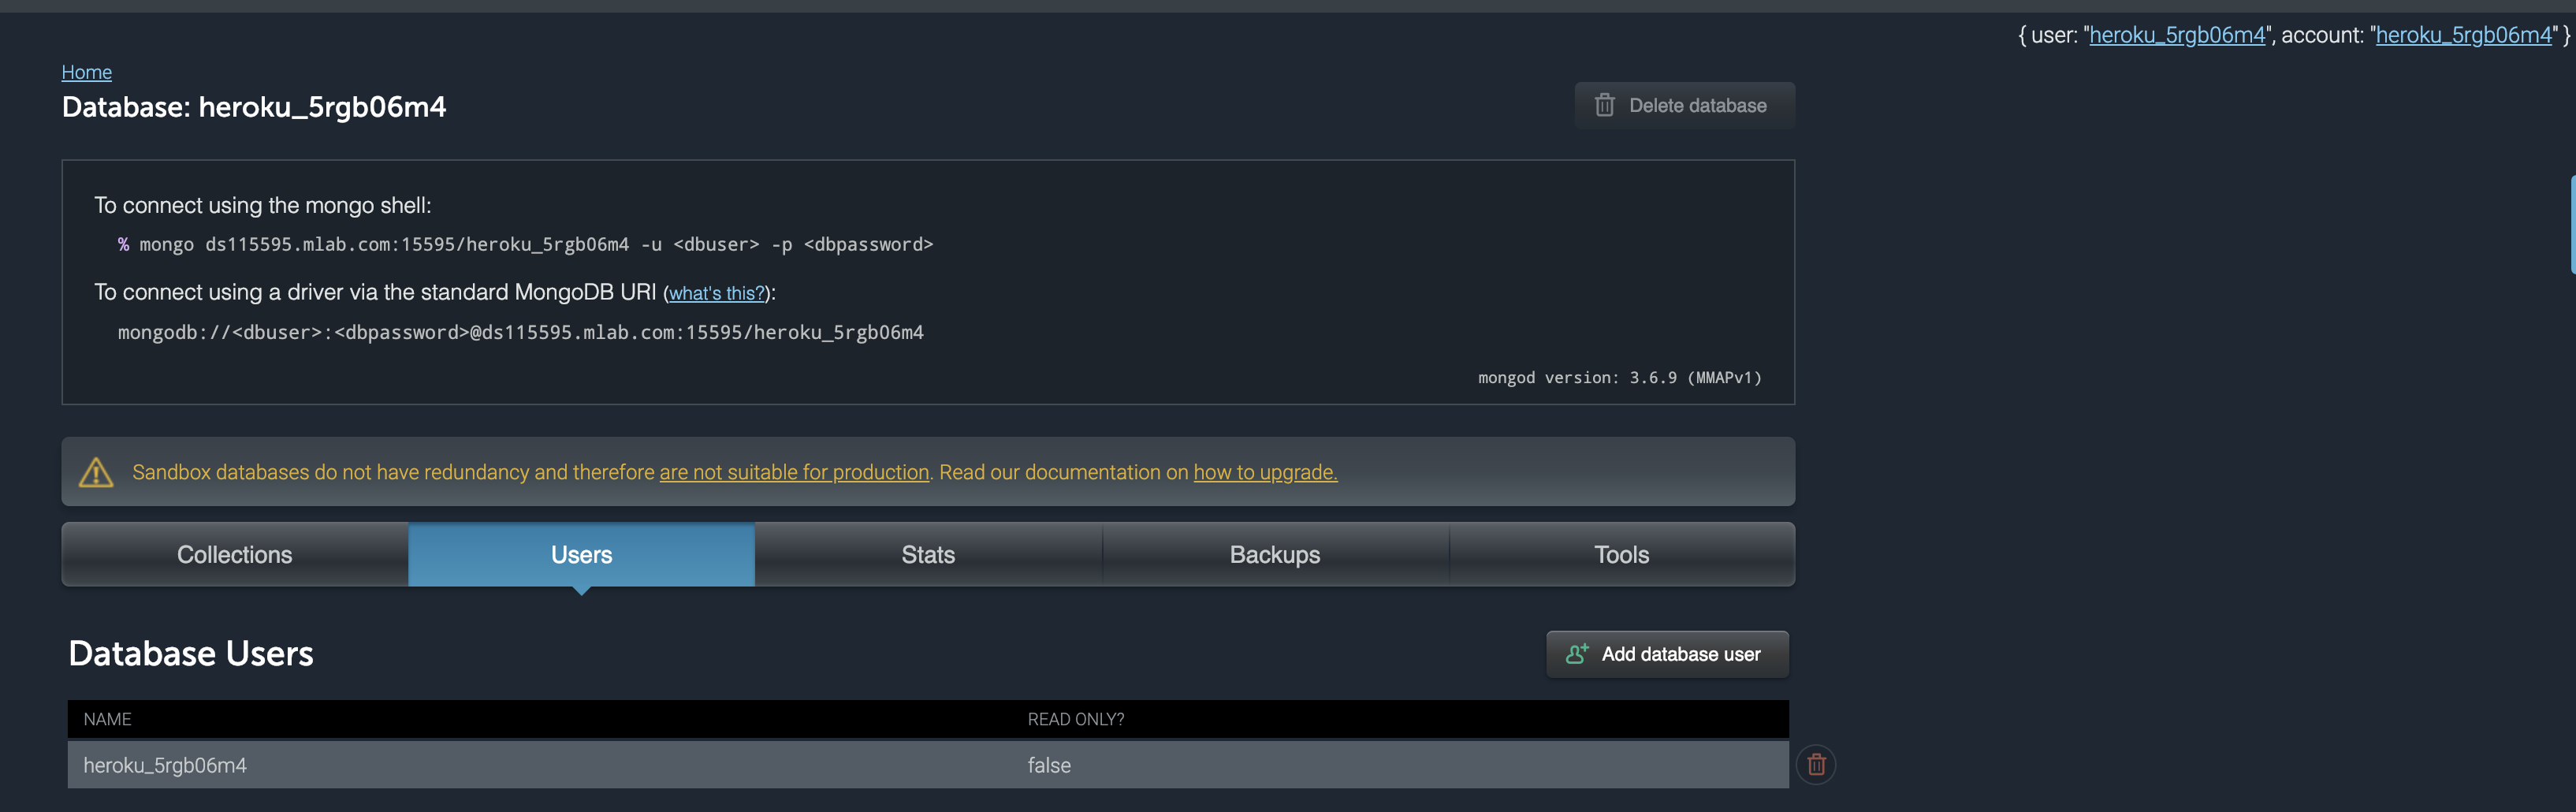 { user: "heroku_5rgb06m4", account: "heroku_5rgb06m4" }
Home
Database: heroku_5rgb06m4
Delete database
To connect using the mongo shell:
% mongo ds115595.mlab.com:15595/heroku_5rgb06m4 -u <dbuser> -p <dbpassword>
To connect using a driver via the standard MongoDB URI (what's this?):
mongodb://<dbuser>:<dbpassword>@ds115595.mlab.com:15595/heroku_5rgb06m4
mongod version: 3.6.9 (MMAPv1)
Sandbox databases do not have redundancy and therefore are not suitable for production. Read our documentation on how to upgrade.
Collections Users Stats Backups Tools
Database Users
Add database user
NAME READ ONLY?
heroku_5rgb06m4 false